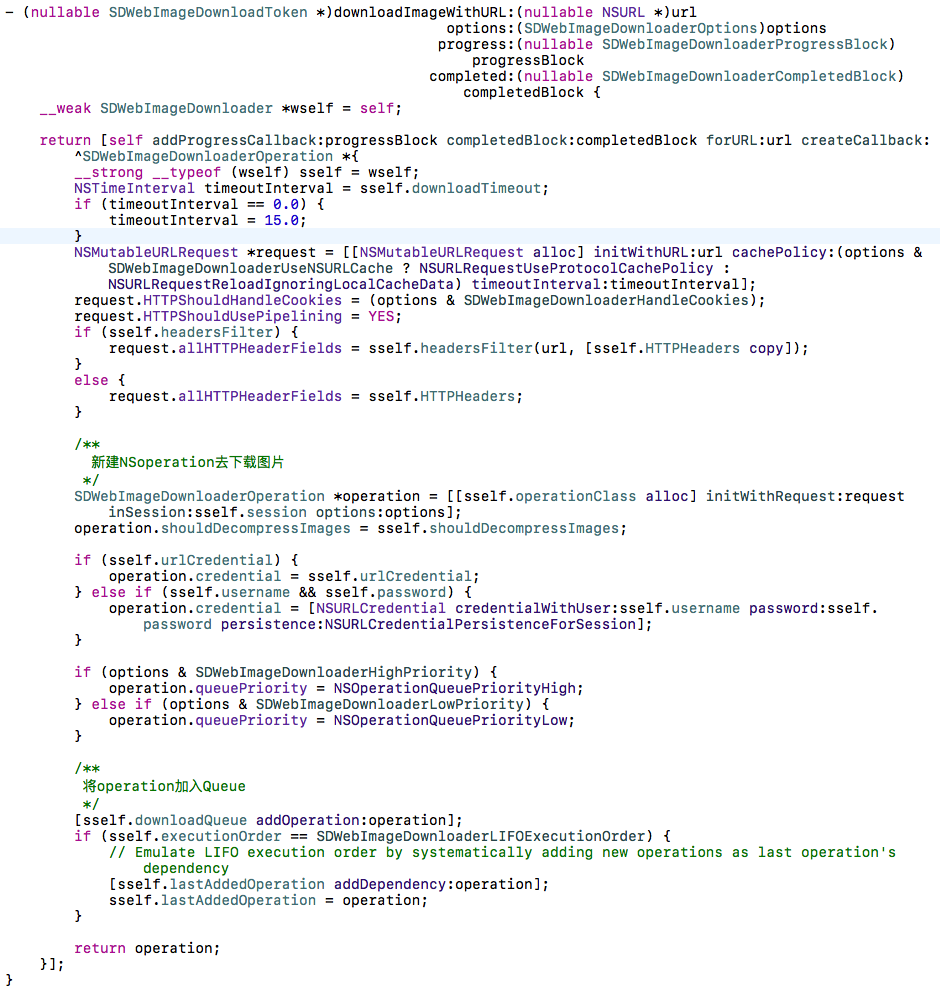 - (nullable SDWebImageDownloadToken *)downloadImageWithURL:(nullable NSURL *)url
options:(SDWebImageDownloaderOptions)options
progress:(nullable SDWebImageDownloaderProgressBlock)
progressBlock
completed:(nullable SDWebImageDownloaderCompletedBlock)
completedBlock {
__weak SDWebImageDownloader *wself = self;
return [self addProgressCallback:progressBlock completedBlock:completedBlock forURL:url createCallback:
^SDWebImageDownloaderOperation *{
__strong __typeof (wself) sself = wself;
NSTimeInterval timeoutInterval = sself.downloadTimeout;
if (timeoutInterval == 0.0) {
timeoutInterval = 15.0;
}
NSMutableURLRequest *request = [[NSMutableURLRequest alloc] initWithURL:url cachePolicy:(options &
SDWebImageDownloaderUseNSURLCache ? NSURLRequestUseProtocolCachePolicy :
NSURLRequestReloadIgnoringLocalCacheData) timeoutInterval:timeoutInterval];
request.HTTPShouldHandleCookies = (options & SDWebImageDownloaderHandleCookies);
request.HTTPShouldUsePipelining = YES;
if (sself.headersFilter) {
request.allHTTPHeaderFields = sself.headersFilter(url, [sself.HTTPHeaders copy]);
}
else {
request.allHTTPHeaderFields = sself.HTTPHeaders;
}
/**
新建NSoperation去下载图片
*/
SDWebImageDownloaderOperation *operation = [[sself.operationClass alloc] initWithRequest:request
inSession:sself.session options:options];
operation.shouldDecompressImages = sself.shouldDecompressImages;
if (sself.urlCredential) {
operation.credential = sself.urlCredential;
} else if (sself.username && sself.password) {
operation.credential = [NSURLCredential credentialWithUser:sself.username password:sself.
password persistence:NSURLCredentialPersistenceForSession];
}
if (options & SDWebImageDownloaderHighPriority) {
operation.queuePriority = NSOperationQueuePriorityHigh;
} else if (options & SDWebImageDownloaderLowPriority) {
operation.queuePriority = NSOperationQueuePriorityLow;
}
/**
将operation加入Queue
*/
[sself.downloadQueue addOperation:operation];
if (sself.executionOrder == SDWebImageDownloaderLIFOExecutionOrder) {
// Emulate LIFO execution order by systematically adding new operations as last operation's
dependency
[sself.lastAddedOperation addDependency:operation];
sself.lastAddedOperation = operation;
}
return operation;
}];
}